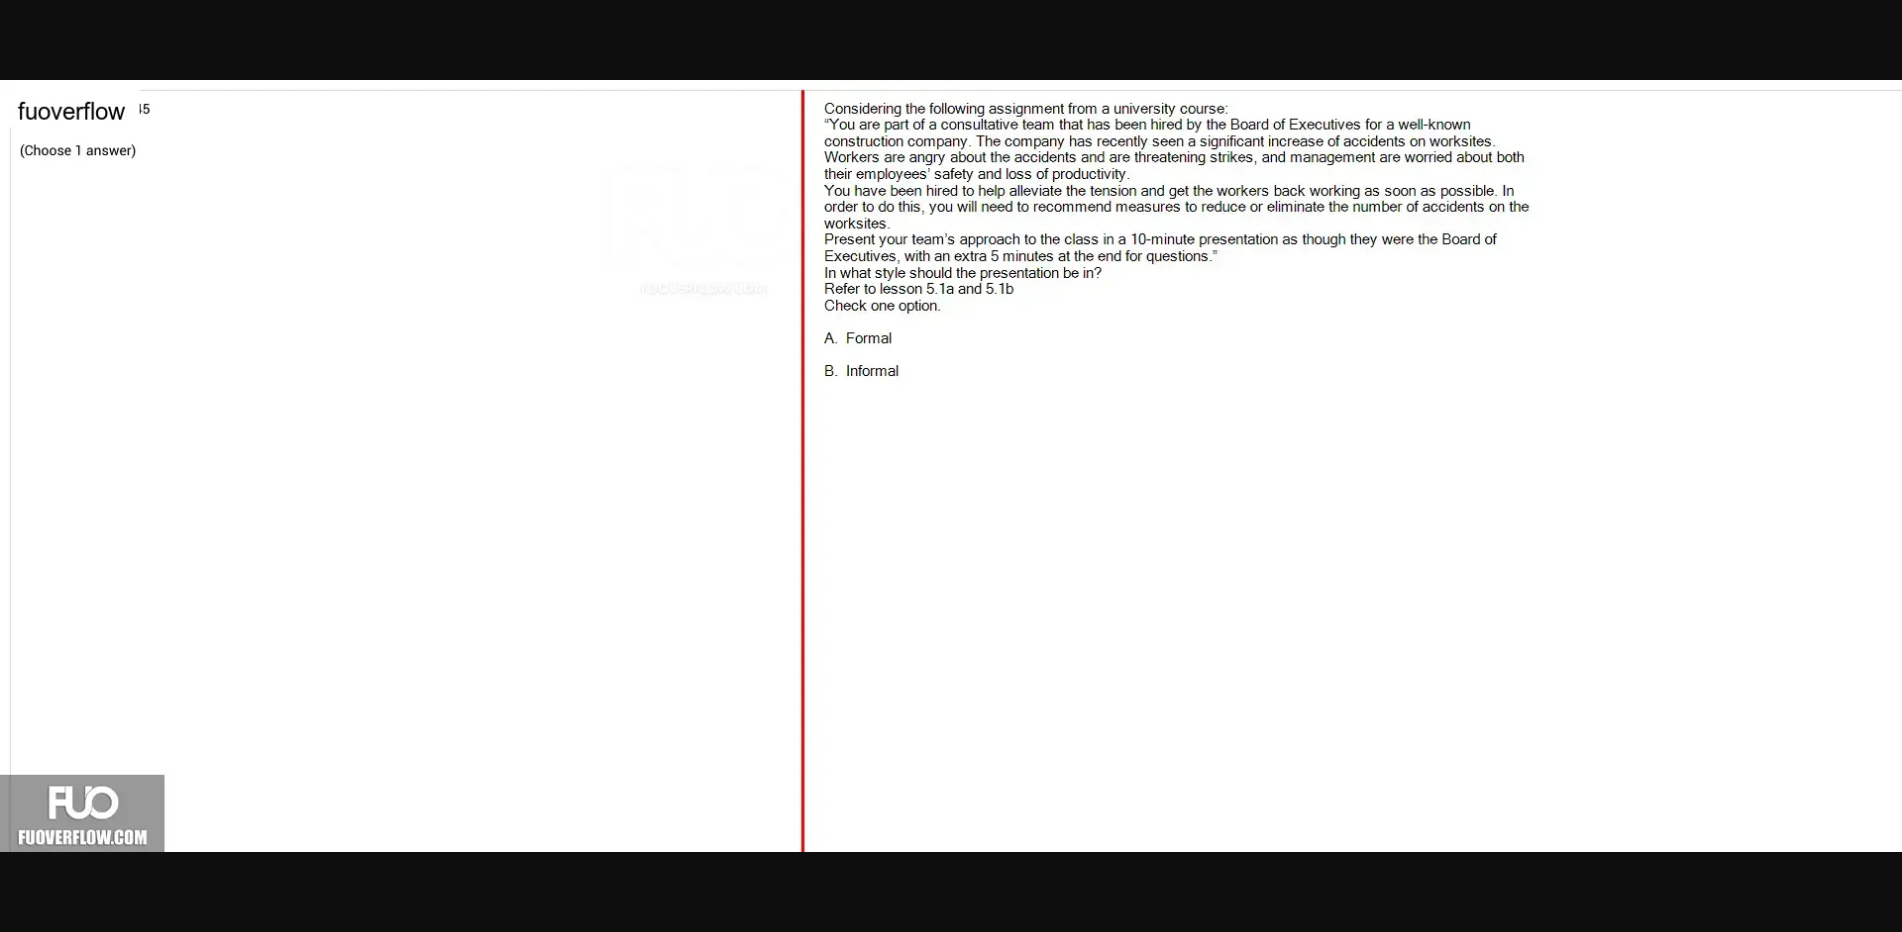 fuoverflow 45
(Choose 1 answer)
Considering the following assignment from a university course:
"You are part of a consultative team that has been hired by the Board of Executives for a well-known
construction company. The company has recently seen a significant increase of accidents on worksites.
Workers are angry about the accidents and are threatening strikes, and management are worried about both
their employees' safety and loss of productivity.
You have been hired to help alleviate the tension and get the workers back working as soon as possible. In
order to do this, you will need to recommend measures to reduce or eliminate the number of accidents on the
worksites.
Present your team's approach to the class in a 10-minute presentation as though they were the Board of
Executives, with an extra 5 minutes at the end for questions."
In what style should the presentation be in?
Refer to lesson 5.1a and 5.1b
Check one option.
A. Formal
B. Informal
FUO
FUOVERFLOW.COM
FUO
FUOVERFLOW.COM